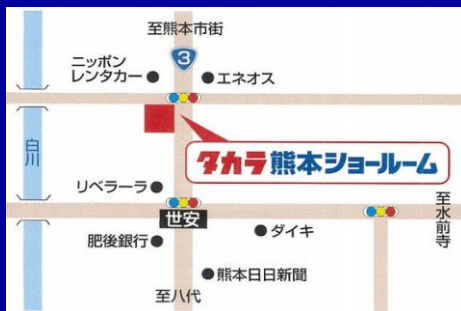 至熊本市街
3
ニッポン
レンタカー
エネオス
タカラ熊本ショールーム
白川
リベラーラ
世安
至水前寺
肥後銀行
ダイキ
熊本日日新聞
至八代